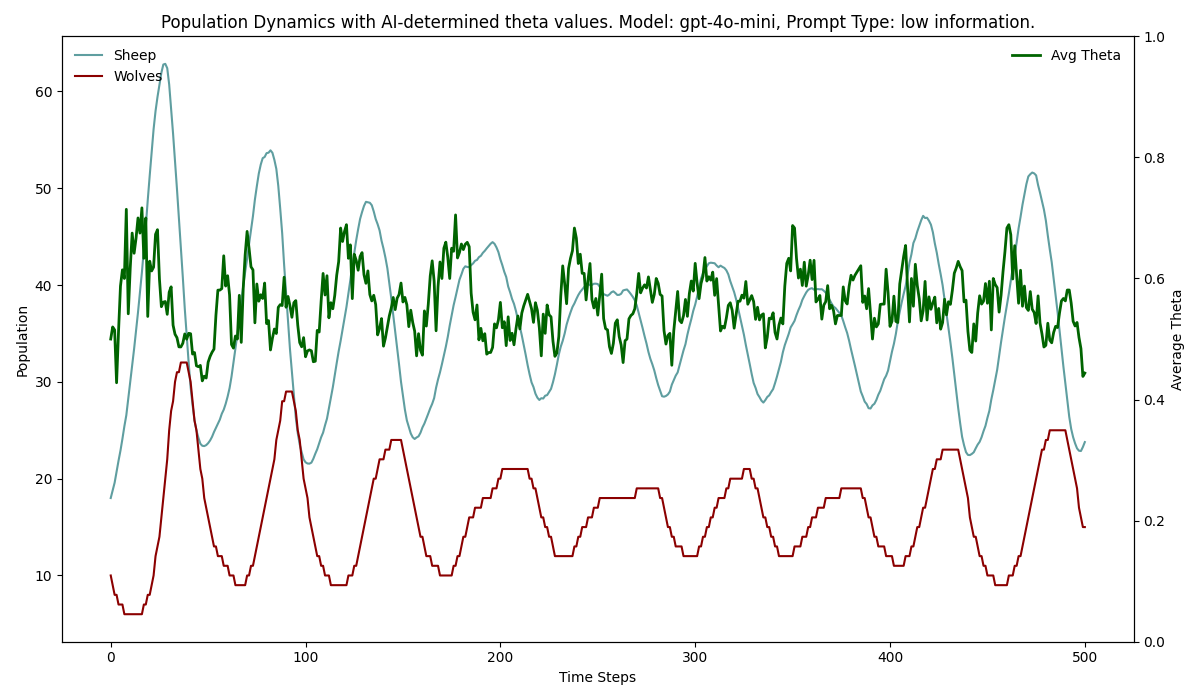 Population Dynamics with AI-determined theta values. Model: gpt-4o-mini, Prompt Type: low information.
Sheep
Wolves
Avg Theta
Population
60
50
40
30
20
10
1.0
0.8
0.6
0.4
0.2
0.0
Average Theta
0
100
200
300
400
500
Time Steps